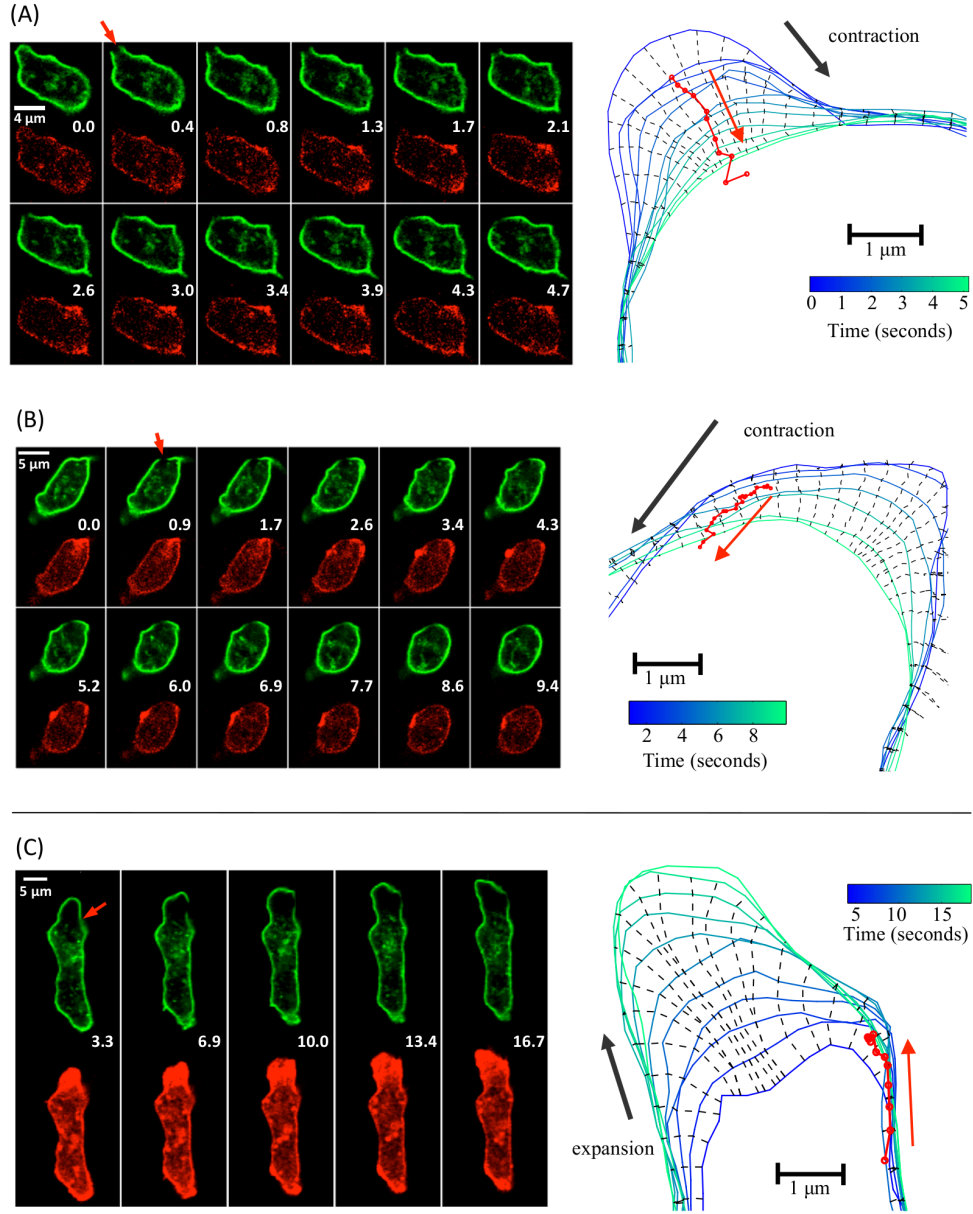 (A)
4 μm
0.0 0.4 0.8 1.3 1.7 2.1
2.6 3.0 3.4 3.9 4.3 4.7
contraction
1 μm
0 1 2 3 4 5
Time (seconds)
(B)
5 μm
0.0 0.9 1.7 2.6 3.4 4.3
5.2 6.0 6.9 7.7 8.6 9.4
contraction
1 μm
2 4 6 8
Time (seconds)
(C)
5 μm
3.3 6.9 10.0 13.4 16.7
5 10 15
Time (seconds)
expansion
1 μm